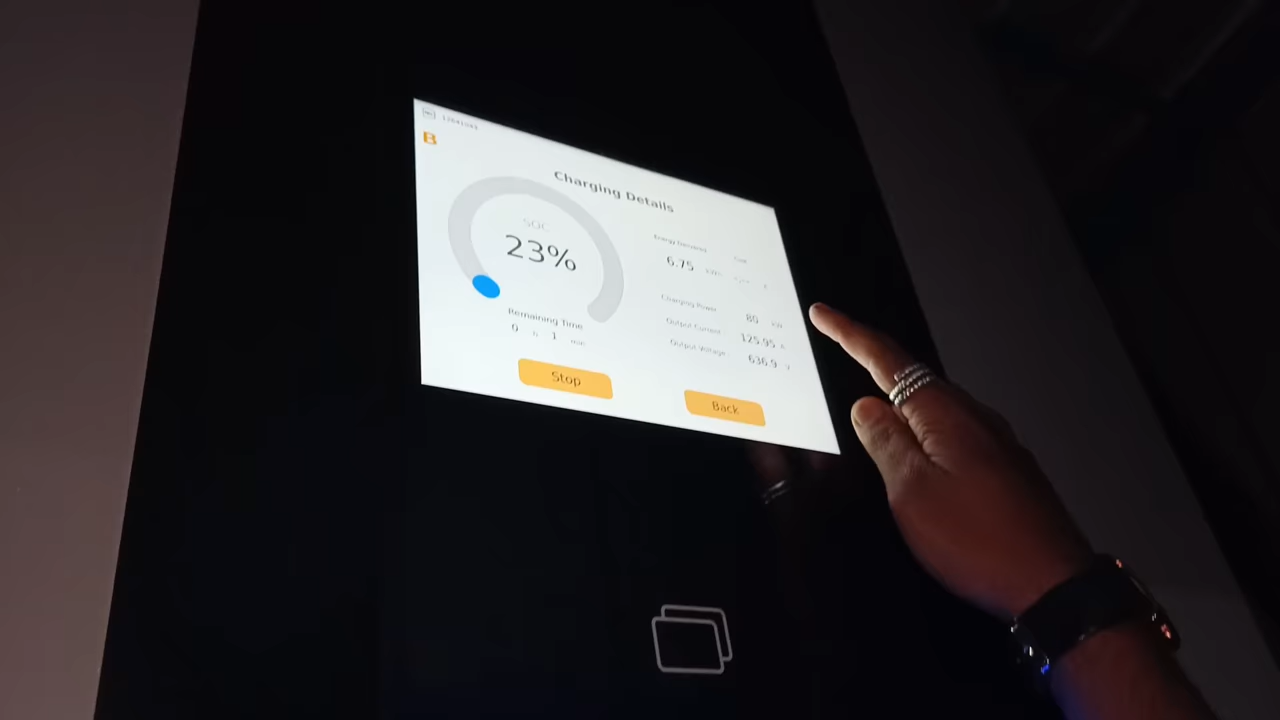 B
Charging Details
SOC
23%
Remaining Time
0 h 1 min
Energy Delivered
6.75 kWh
Charging Power
80 kW
Output Current
125.95 A
Output Voltage
636.9 V
Stop
Back